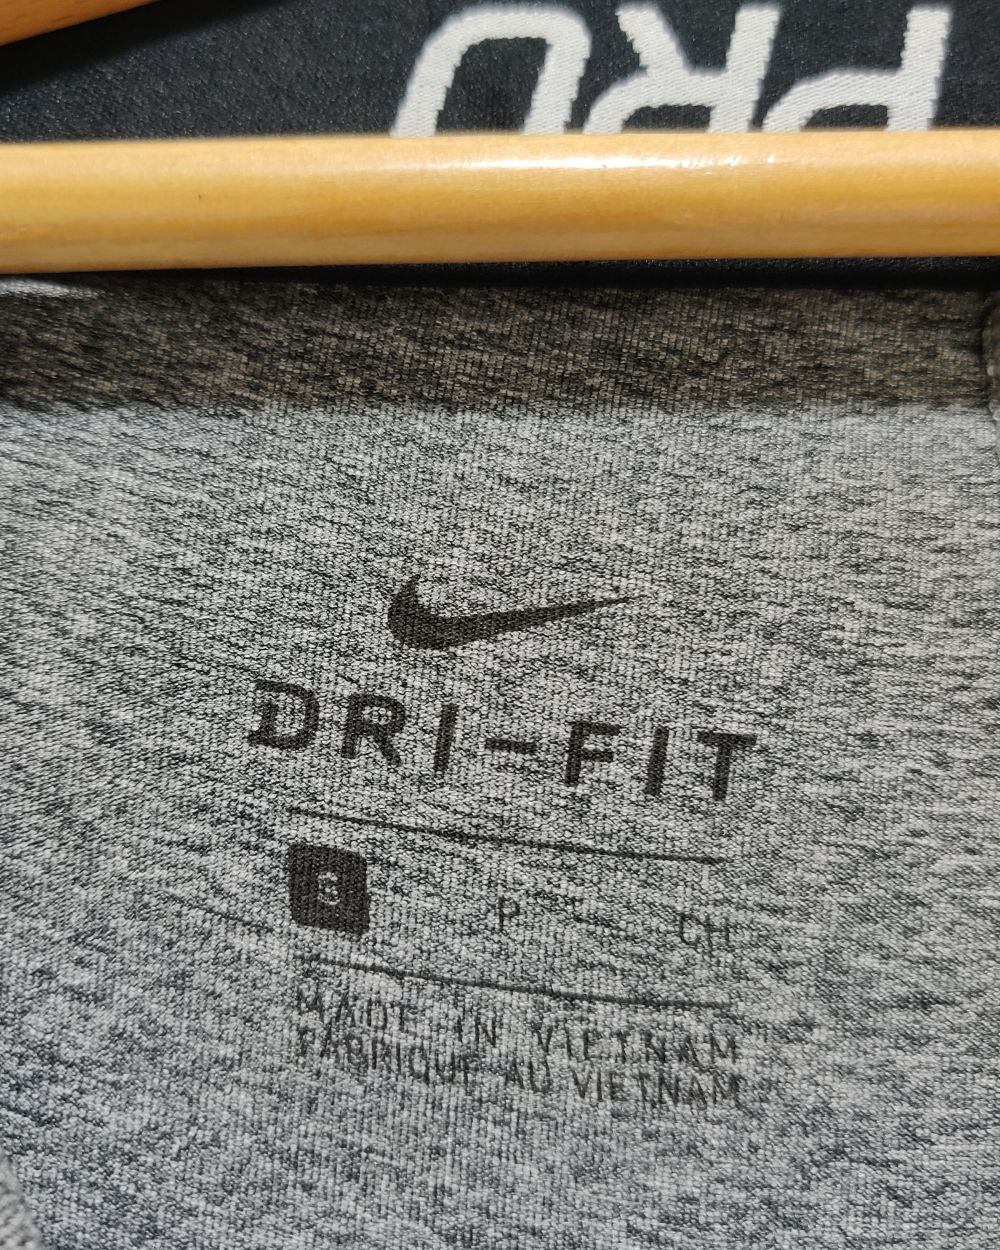 PRO
DRI-FIT
S P CH
MADE IN VIETNAM
FABRIQUE AU VIETNAM